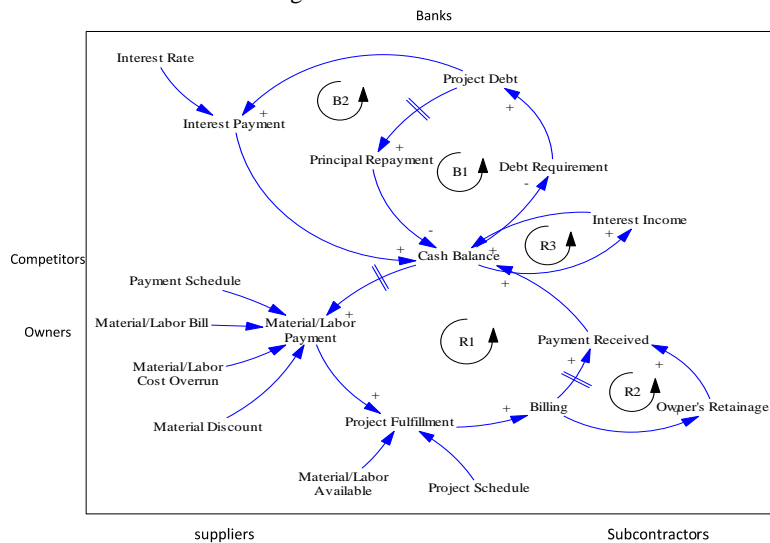 Banks
Interest Rate
Project Debt
B2
+
+
Interest Payment
+
Principal Repayment
B1
Debt Requirement
-
Interest Income
-
+
+
+
R3
Competitors
Cash Balance
Payment Schedule
+
+
Material/Labor Bill
Material/Labor
Payment
Owners
R1
Payment Received
Material/Labor
Cost Overrun
+
+
R2
+
Material Discount
Project Fulfillment
+
Billing
Owner's Retainage
Material/Labor
Available
Project Schedule
suppliers
Subcontractors